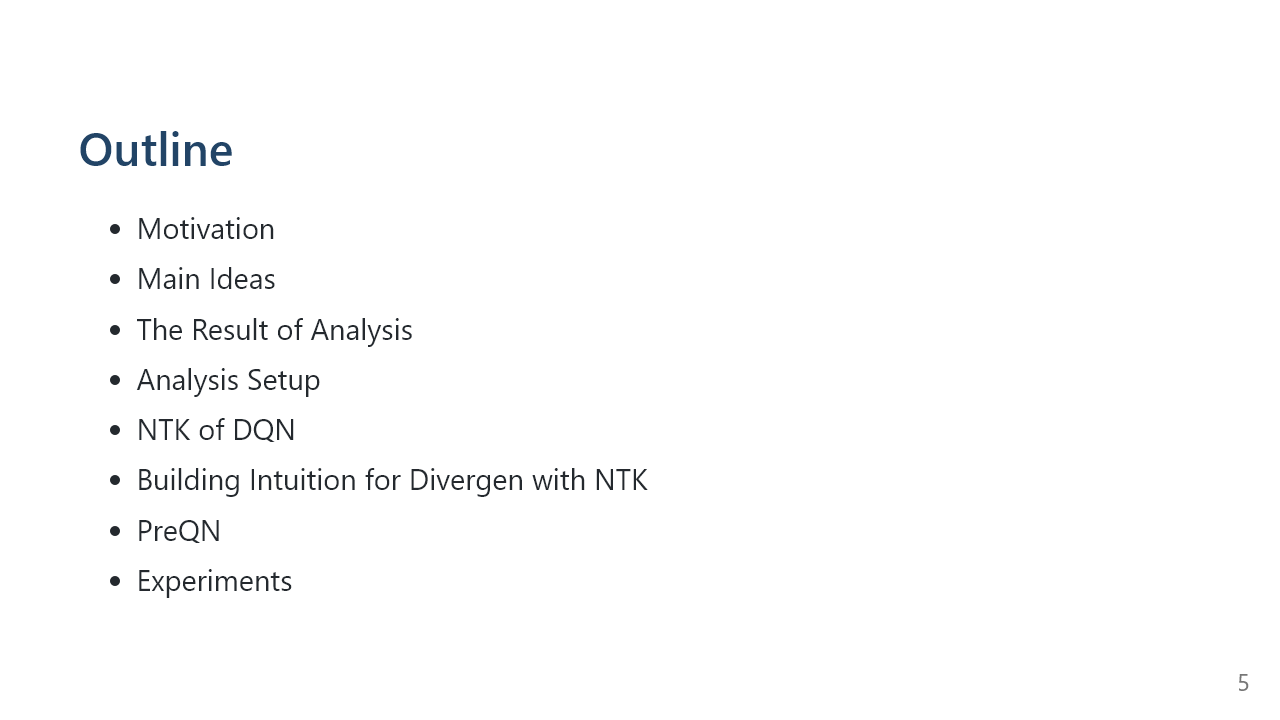 Outline
• Motivation
• Main Ideas
• The Result of Analysis
• Analysis Setup
• NTK of DQN
• Building Intuition for Divergen with NTK
• PreQN
• Experiments
5